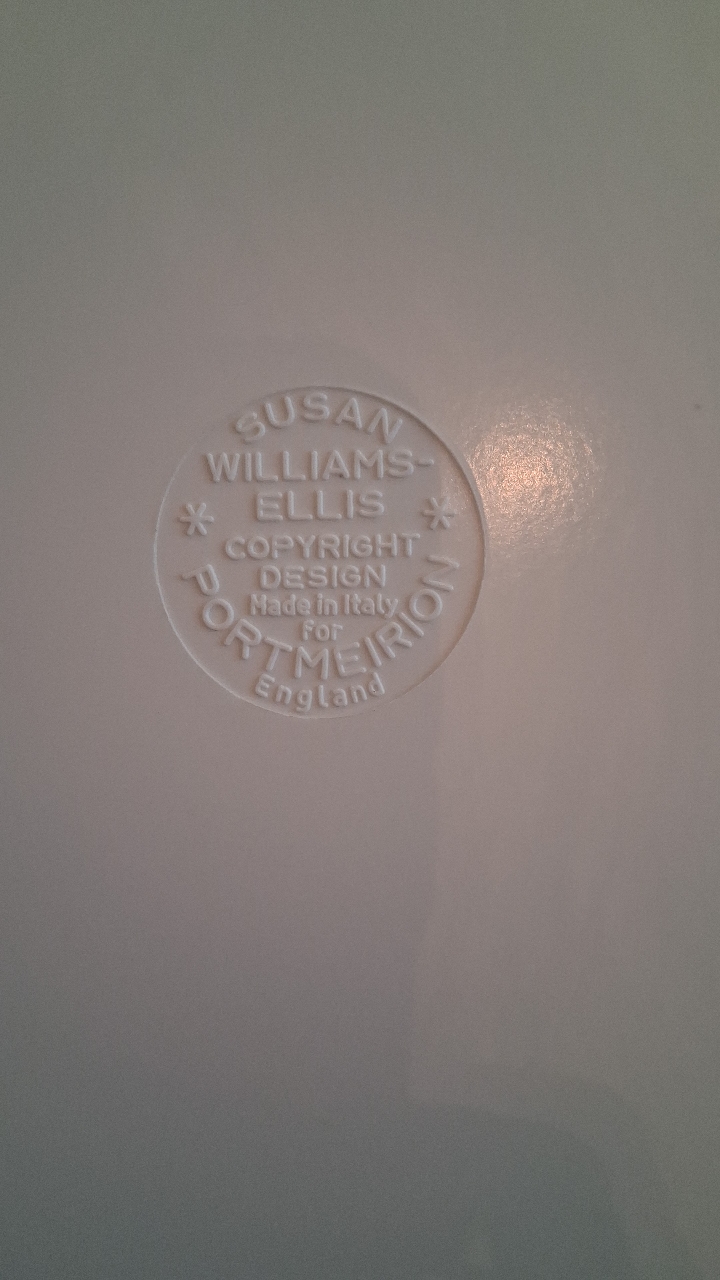 SUSAN
WILLIAMS-
ELLIS
* *
COPYRIGHT
DESIGN
Made in Italy
for
PORTMEIRION
England